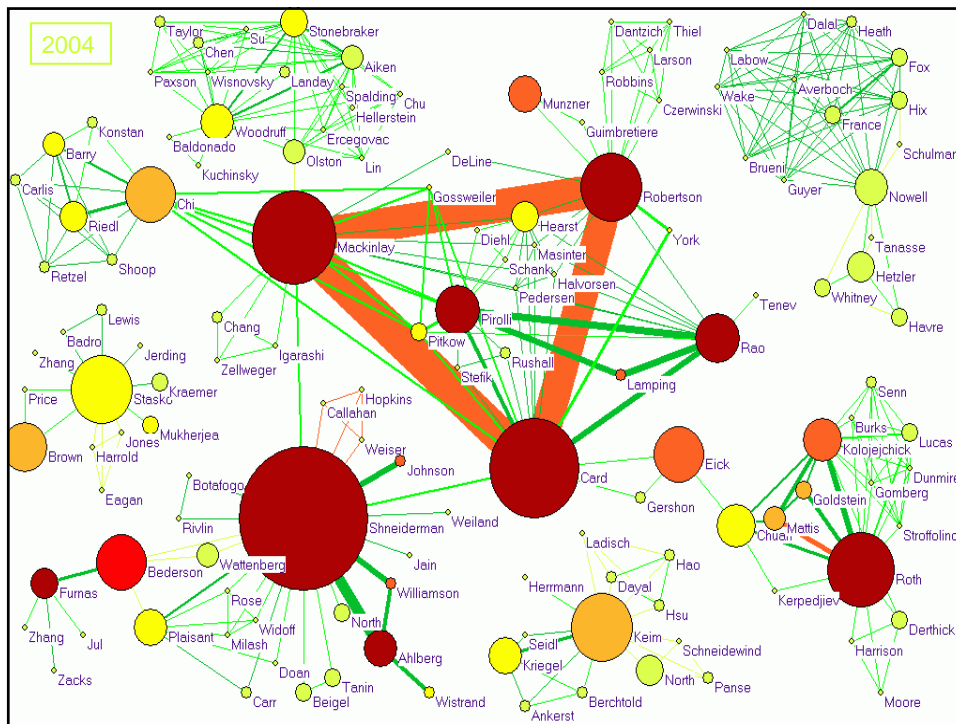 2004
Taylor
Su
Stonebraker
Chen
Aiken
Paxson
Wisnovsky
Landay
Spalding
Chu
Hellerstein
Woodruff
Ercegovac
Baldonado
Olston
Lin
Kuchinsky
Dantzich
Thiel
Larson
Robbins
Munzner
Czerwinski
Guimbretiere
DeLine
Robertson
Gossweiler
Dalal
Heath
Labow
Fox
Wake
Averboch
Hix
France
Schulman
Brueni
Guyer
Nowell
Tanasse
Hetzler
Whitney
Havre
Konstan
Barry
Carlis
Chi
Riedl
Retzel
Shoop
Mackinlay
Hearst
York
Diehl
Masinter
Schank
Halvorsen
Pedersen
Pirolli
Tenev
Chang
Pitkow
Rao
Igarashi
Rushall
Zellweger
Stefik
Lamping
Lewis
Badro
Zhang
Jerding
Stasko
Kraemer
Price
Mukherjea
Jones
Brown
Harrold
Eagan
Hopkins
Callahan
Weiser
Johnson
Card
Eick
Gershon
Senn
Burks
Kolojejchick
Lucas
Dunmire
Goldstein
Gomberg
Mattis
Chuah
Stroffolino
Roth
Kerpedjiev
Derthick
Harrison
Moore
Botafogo
Rivlin
Shneiderman
Weiland
Wattenberg
Jain
Bederson
Williamson
Furnas
Rose
North
Zhang
Jul
Plaisant
Widoff
Milash
Ahlberg
Zacks
Doan
Tanin
Carr
Beigel
Wistrand
Ladisch
Hao
Herrmann
Dayal
Hsu
Seidl
Keim
Kriegel
Schneidewind
North
Panse
Berchtold
Ankerst